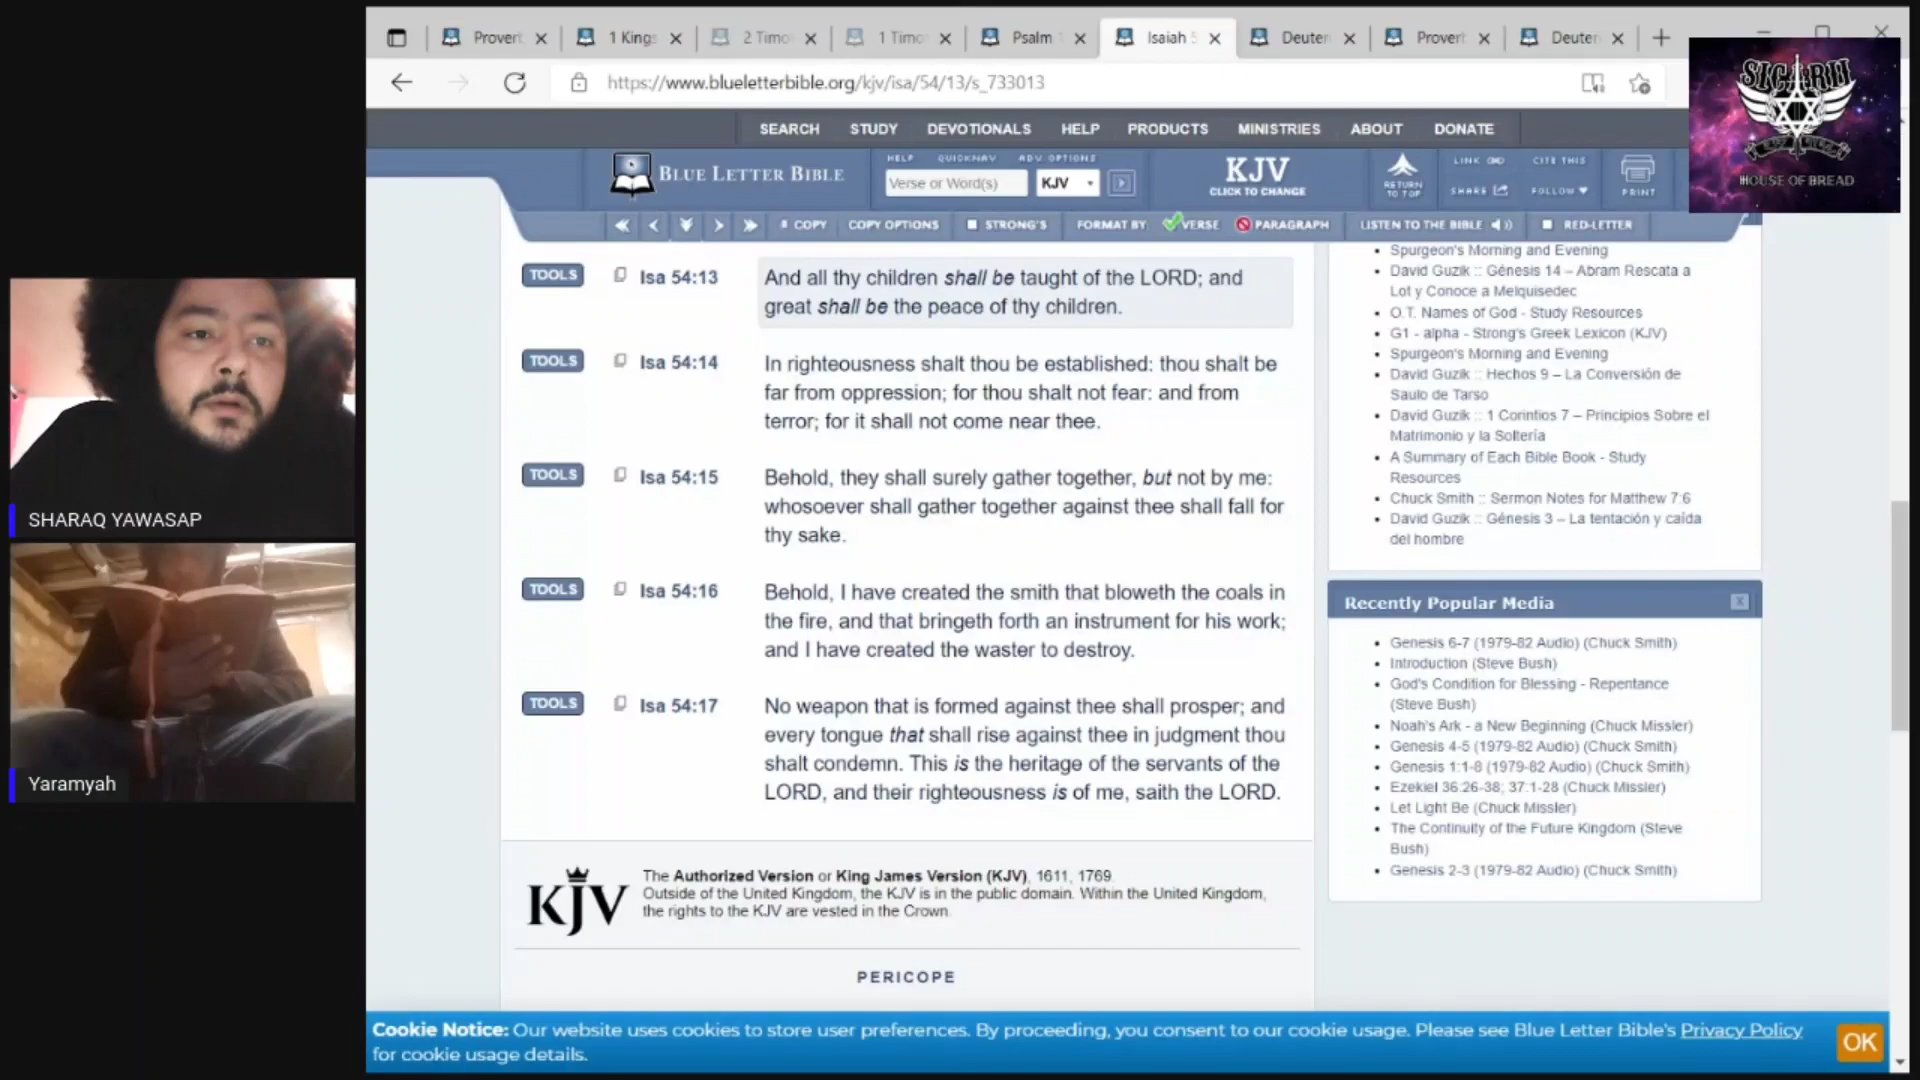 Provert
1 Kings
2 Timo
1 Timo
Psalm
Isaiah 5
Deuter
Provert
Deuter
https://www.blueletterbible.org/kjv/isa/54/13/s_733013
SEARCH STUDY DEVOTIONALS HELP PRODUCTS MINISTRIES ABOUT DONATE
SICARII
HOUSE OF BREAD
BLUE LETTER BIBLE
HELP QUICKNAV ADV OPTIONS
Verse or Word(s) KJV
KJV
CLICK TO CHANGE
RETURN
TO TOP
LINK CITE THIS
SHARE FOLLOW
PRINT
COPY COPY OPTIONS STRONG'S FORMAT BY VERSE PARAGRAPH LISTEN TO THE BIBLE RED-LETTER
TOOLS Isa 54:13 And all thy children shall be taught of the LORD; and
great shall be the peace of thy children.
TOOLS Isa 54:14 In righteousness shalt thou be established: thou shalt be
far from oppression; for thou shalt not fear: and from
terror; for it shall not come near thee.
TOOLS Isa 54:15 Behold, they shall surely gather together, but not by me:
whosoever shall gather together against thee shall fall for
thy sake.
TOOLS Isa 54:16 Behold, I have created the smith that bloweth the coals in
the fire, and that bringeth forth an instrument for his work;
and I have created the waster to destroy.
TOOLS Isa 54:17 No weapon that is formed against thee shall prosper; and
every tongue that shall rise against thee in judgment thou
shalt condemn. This is the heritage of the servants of the
LORD, and their righteousness is of me, saith the LORD.
KJV
The Authorized Version or King James Version (KJV), 1611, 1769.
Outside of the United Kingdom, the KJV is in the public domain. Within the United Kingdom,
the rights to the KJV are vested in the Crown.
PERICOPE
Spurgeon's Morning and Evening
David Guzik :: Génesis 14 – Abram Rescata a
Lot y Conoce a Melquisedec
O.T. Names of God - Study Resources
G1 - alpha - Strong's Greek Lexicon (KJV)
Spurgeon's Morning and Evening
David Guzik :: Hechos 9 – La Conversión de
Saulo de Tarso
David Guzik :: 1 Corintios 7 – Principios Sobre el
Matrimonio y la Soltería
A Summary of Each Bible Book - Study
Resources
Chuck Smith :: Sermon Notes for Matthew 7:6
David Guzik :: Génesis 3 – La tentación y caída
del hombre
Recently Popular Media
Genesis 6-7 (1979-82 Audio) (Chuck Smith)
Introduction (Steve Bush)
God's Condition for Blessing - Repentance
(Steve Bush)
Noah's Ark - a New Beginning (Chuck Missler)
Genesis 4-5 (1979-82 Audio) (Chuck Smith)
Genesis 1:1-8 (1979-82 Audio) (Chuck Smith)
Ezekiel 36:26-38; 37:1-28 (Chuck Missler)
Let Light Be (Chuck Missler)
The Continuity of the Future Kingdom (Steve
Bush)
Genesis 2-3 (1979-82 Audio) (Chuck Smith)
SHARAQ YAWASAP
Yaramyah
Cookie Notice: Our website uses cookies to store user preferences. By proceeding, you consent to our cookie usage. Please see Blue Letter Bible's Privacy Policy
for cookie usage details.
OK